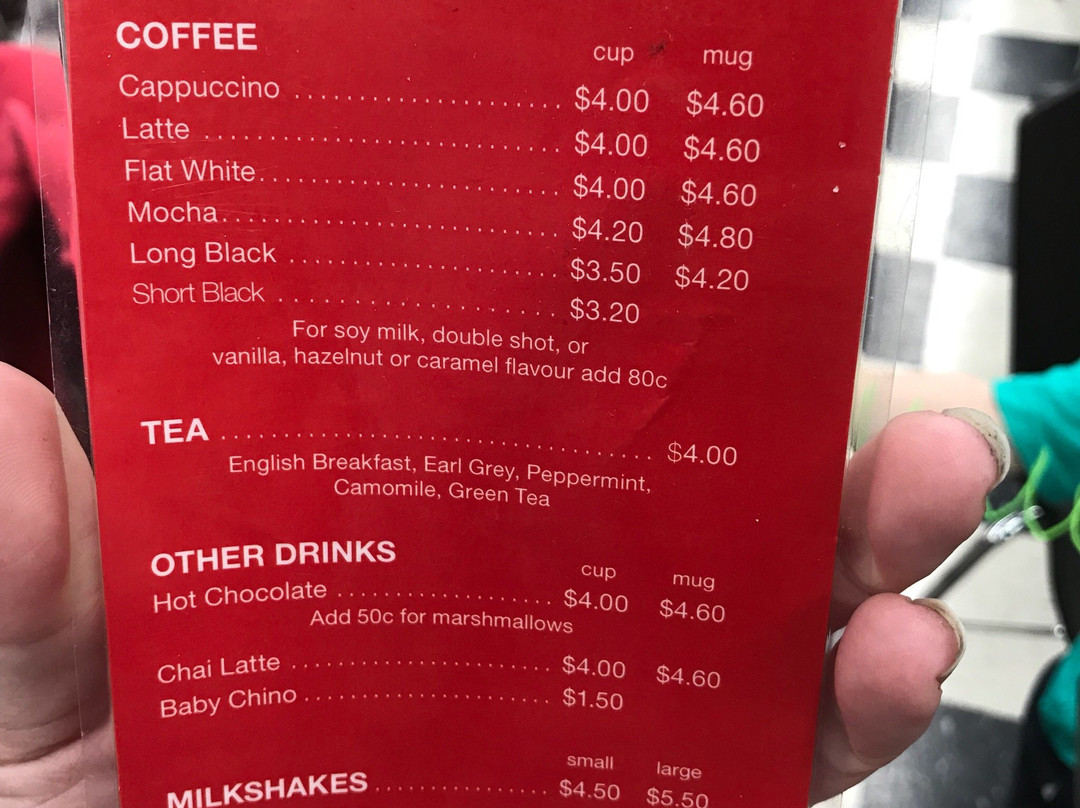 COFFEE cup mug
Cappuccino ..................... $4.00 $4.60
Latte ............................ $4.00 $4.60
Flat White........................ $4.00 $4.60
Mocha........................... $4.20 $4.80
Long Black ..................... $3.50 $4.20
Short Black ...................... $3.20
For soy milk, double shot, or
vanilla, hazelnut or caramel flavour add 80c
TEA .................................. $4.00
English Breakfast, Earl Grey, Peppermint,
Camomile, Green Tea
OTHER DRINKS cup mug
Hot Chocolate .................. $4.00 $4.60
Add 50c for marshmallows
Chai Latte ..................... $4.00 $4.60
Baby Chino .................... $1.50
small large
MILKSHAKES .............. $4.50 $5.50